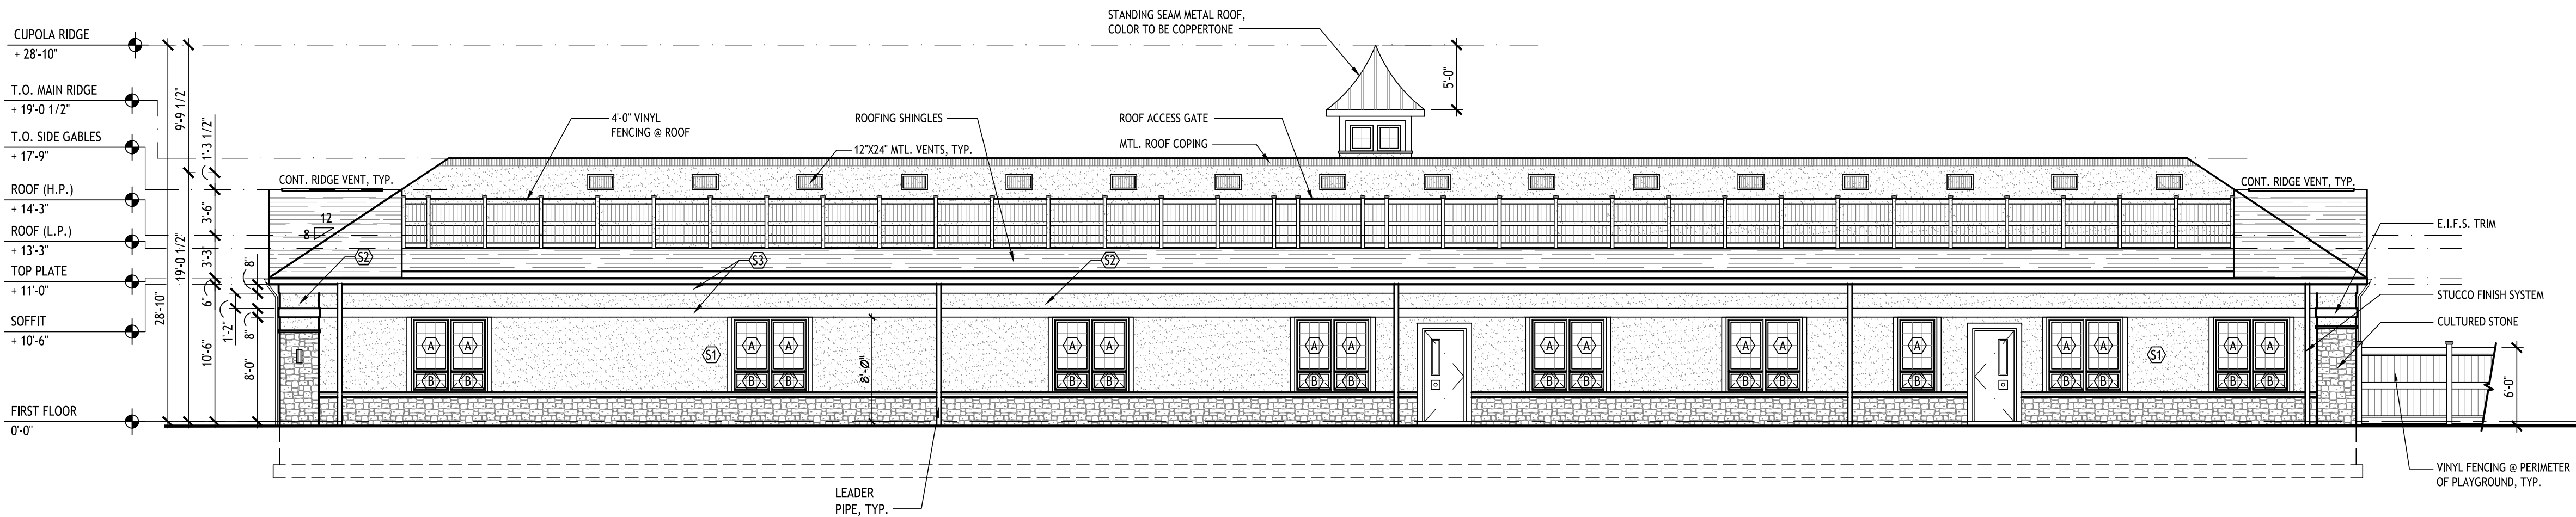 CUPOLA RIDGE
+ 28'-10"
T.O. MAIN RIDGE
+ 19'-0 1/2"
T.O. SIDE GABLES
+ 17'-9"
ROOF (H.P.)
+ 14'-3"
ROOF (L.P.)
+ 13'-3"
TOP PLATE
+ 11'-0"
SOFFIT
+ 10'-6"
FIRST FLOOR
0'-0"
28'-10"
9'-9 1/2"
19'-0 1/2"
1'-3 1/2"
3'-6"
3'-3"
6"
10'-6"
1'-2"
8"
8"
8'-0"
CONT. RIDGE VENT, TYP.
12
8
S2
4'-0" VINYL
FENCING @ ROOF
12"X24" MTL. VENTS, TYP.
ROOFING SHINGLES
STANDING SEAM METAL ROOF,
COLOR TO BE COPPERTONE
ROOF ACCESS GATE
MTL. ROOF COPING
5'-0"
CONT. RIDGE VENT, TYP.
S3
S2
E.I.F.S. TRIM
STUCCO FINISH SYSTEM
CULTURED STONE
A A A A A A A A A A A A A A A A A
S1
8'-0"
S1
B B B B B B B B B B B B B B B B B
6'-0"
LEADER
PIPE, TYP.
VINYL FENCING @ PERIMETER
OF PLAYGROUND, TYP.